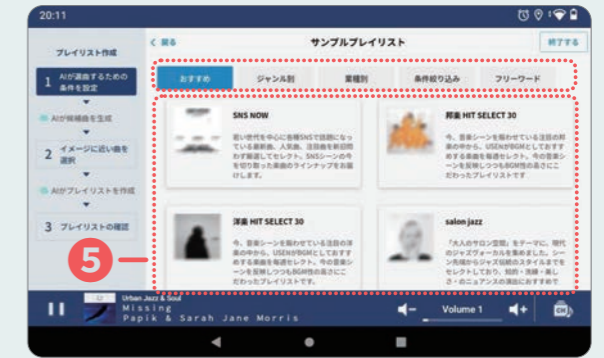 20:11
プレイリスト作成
1 AIが選曲するための
条件を設定
AIが候補曲を生成
2 イメージに近い曲を
選択
AIがプレイリストを作成
3 プレイリストの確認
戻る
サンプルプレイリスト
終了する
おすすめ
ジャンル別
業種別
条件絞り込み
フリーワード
SNS NOW
若い世代を中心に各種SNSで話題になっ
ている最新曲、人気曲、注目曲を新旧問
わず厳選してセレクト。SNSシーンの今
を切り取った楽曲のラインナップをお届
けします。
邦楽 HIT SELECT 30
今、音楽シーンを賑わせている注目の邦
楽の中から、USENがBGMとしておすす
めする楽曲を毎週セレクト。今の音楽シ
ーンを反映しつつもBGM性の高さにこ
だわったプレイリストです
洋楽 HIT SELECT 30
今、音楽シーンを賑わせている注目の洋
楽の中から、USENがBGMとしておすす
めする楽曲を毎週セレクト。今の音楽シ
ーンを反映しつつもBGM性の高さにこ
だわったプレイリストです。
salon jazz
「大人のサロン空間」をテーマに、現代
のジャズヴォーカルを集めました。シー
ン先端からジャズ伝統のスタイルまでを
セレクトしており、知的・洗練・美し
さ・のニュアンスの演出におすすめで
5
Urban Jazz & Soul
Missing
Papik & Sarah Jane Morris
Volume 1
CM